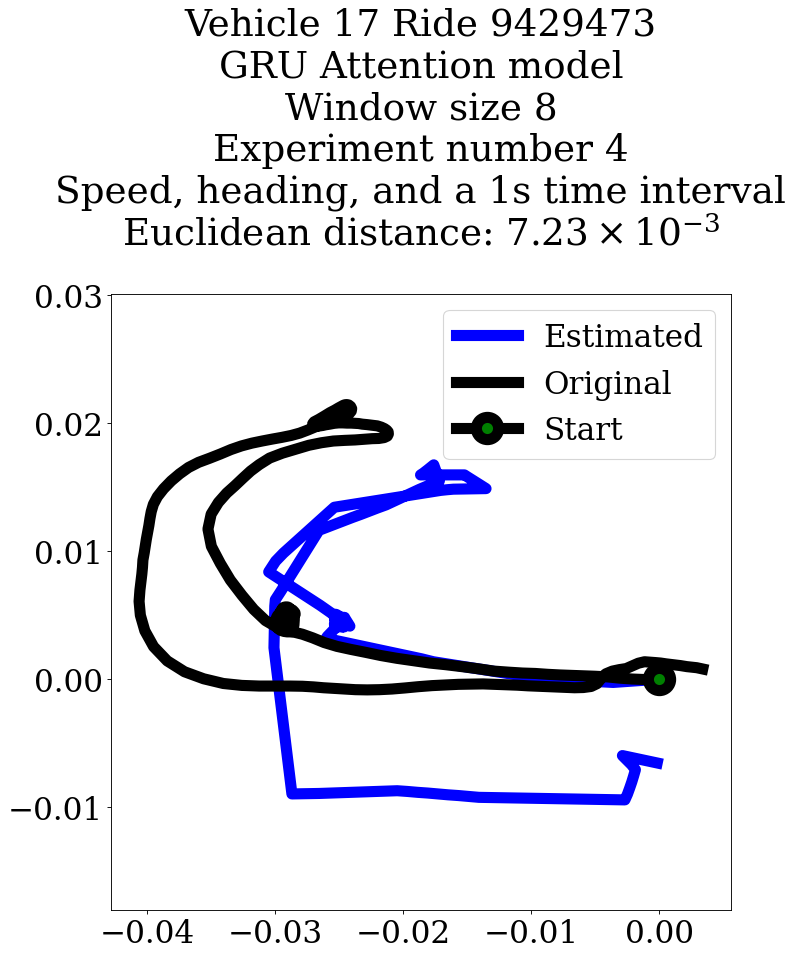 Vehicle 17 Ride 9429473
GRU Attention model
Window size 8
Experiment number 4
Speed, heading, and a 1s time interval
Euclidean distance: 7.23 × 10⁻³
0.03
0.02
0.01
0.00
−0.01
Estimated
Original
Start
−0.04
−0.03
−0.02
−0.01
0.00